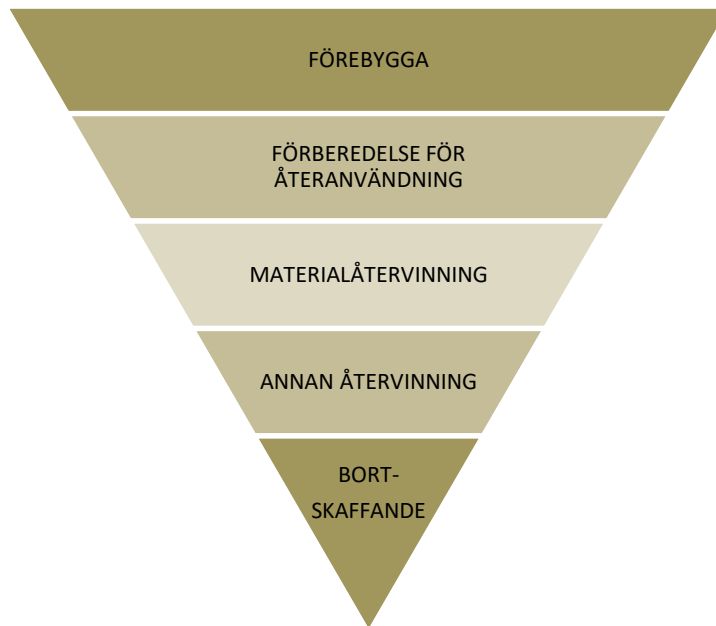 FÖREBYGGA
FÖRBEREDELSE FÖR
ÅTERANVÄNDNING
MATERIALÅTERVINNING
ANNAN ÅTERVINNING
BORT-
SKAFFANDE